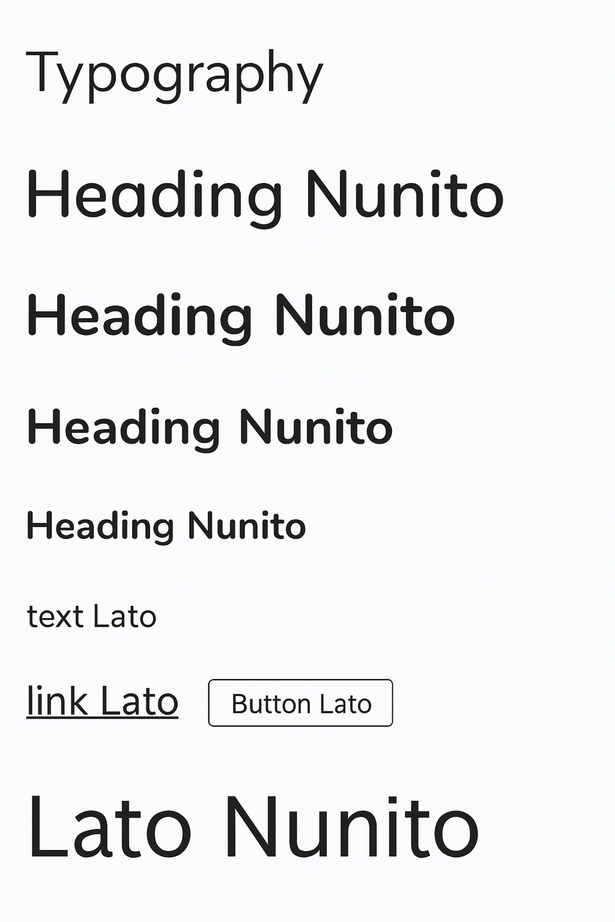 Typography
Heading Nunito
Heading Nunito
Heading Nunito
Heading Nunito
text Lato
link Lato Button Lato
Lato Nunito